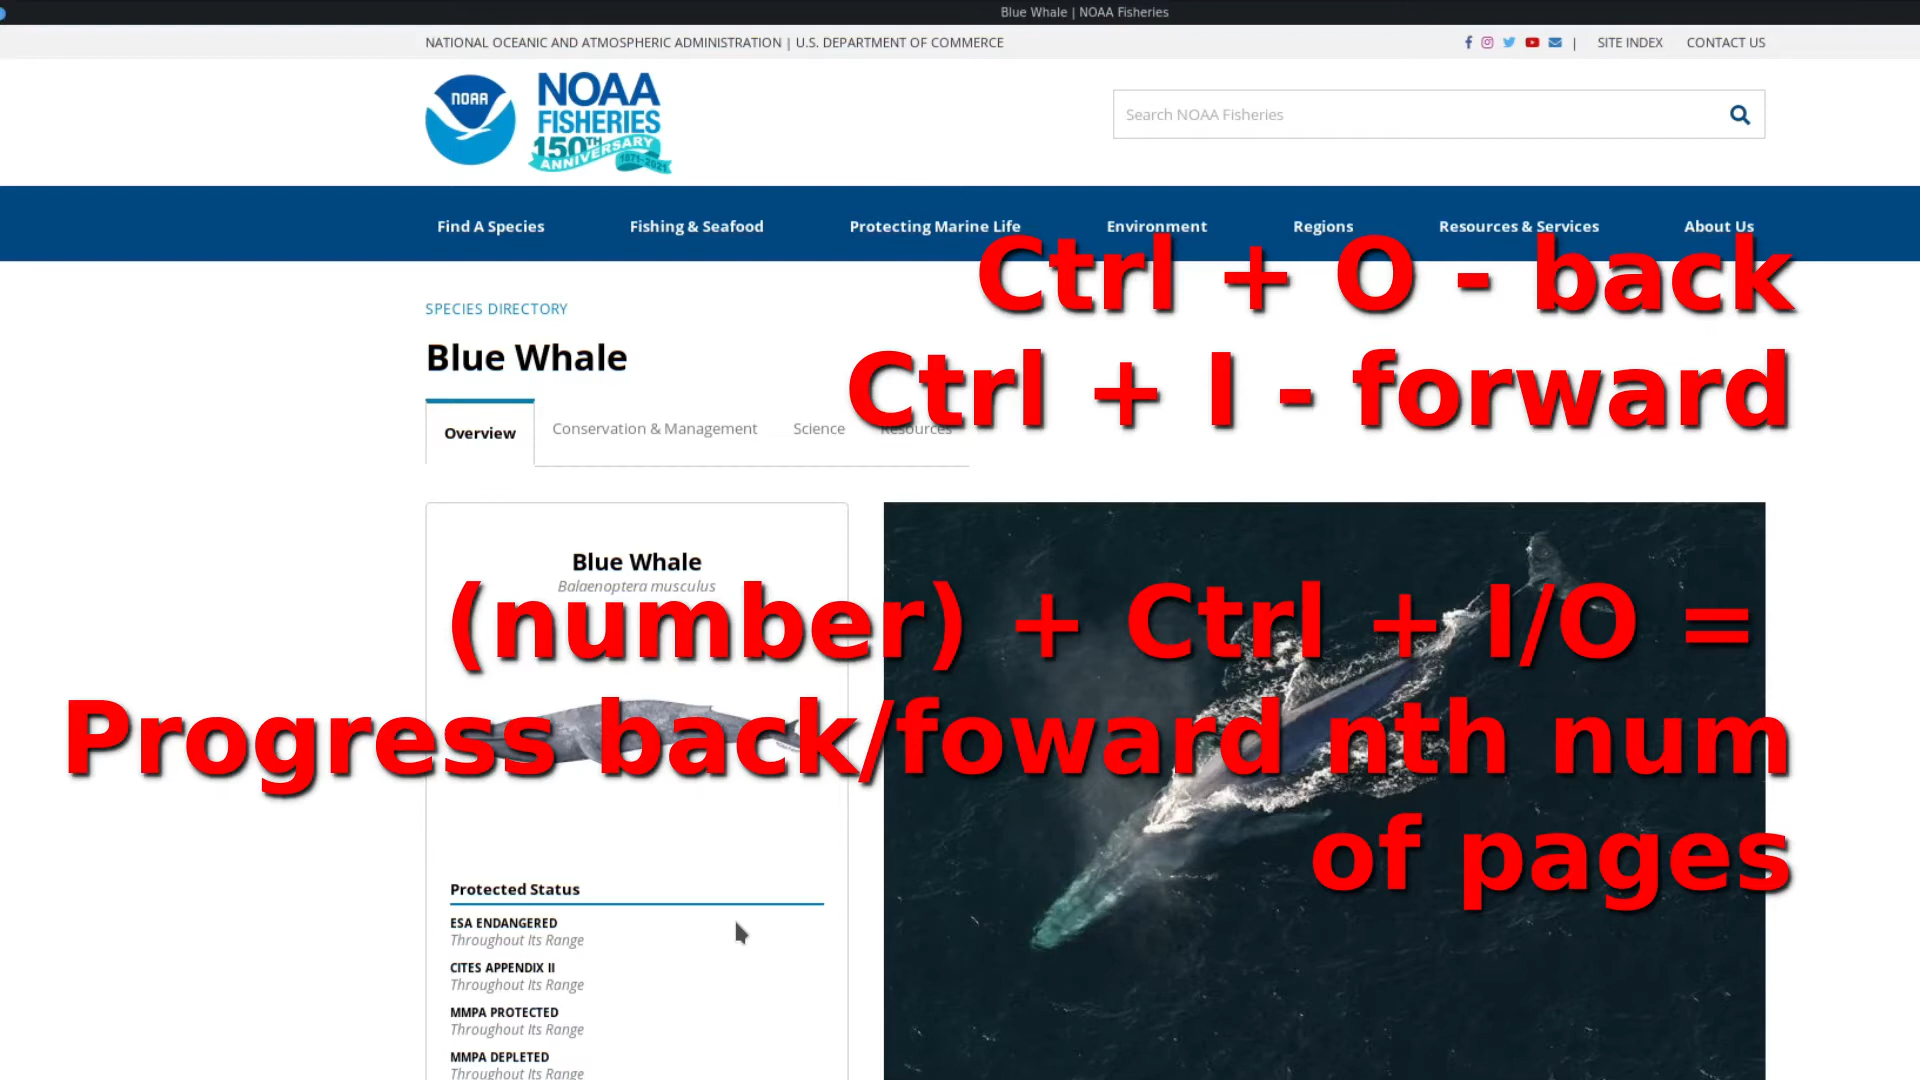 Blue Whale | NOAA Fisheries
NATIONAL OCEANIC AND ATMOSPHERIC ADMINISTRATION | U.S. DEPARTMENT OF COMMERCE
| SITE INDEX CONTACT US
NOAA
NOAA
FISHERIES
150TH
ANNIVERSARY
1871-2021
Search NOAA Fisheries
Find A Species Fishing & Seafood Protecting Marine Life Environment Regions Resources & Services About Us
Ctrl + O - back
SPECIES DIRECTORY
Blue Whale
Ctrl + I - forward
Overview Conservation & Management Science Resources
Blue Whale
Balaenoptera musculus
(number) + Ctrl + I/O =
Progress back/foward nth num
of pages
Protected Status
ESA ENDANGERED
Throughout Its Range
CITES APPENDIX II
Throughout Its Range
MMPA PROTECTED
Throughout Its Range
MMPA DEPLETED
Throughout Its Range